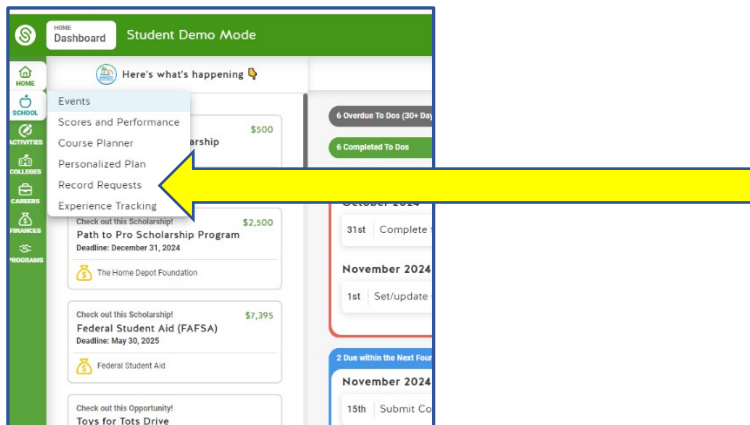 HOME
Dashboard
Student Demo Mode
HOME
SCHOOL
ACTIVITIES
COLLEGES
CAREERS
FINANCES
PROGRAMS
Here's what's happening
Events
Scores and Performance
Course Planner
Personalized Plan
Record Requests
Experience Tracking
$500
arship
Check out this Scholarship!
$2,500
Path to Pro Scholarship Program
Deadline: December 31, 2024
The Home Depot Foundation
Check out this Scholarship!
$7,395
Federal Student Aid (FAFSA)
Deadline: May 30, 2025
Federal Student Aid
Check out this Opportunity!
Toys for Tots Drive
6 Overdue To Dos (30+ Day
6 Completed To Dos
October 2024
31st Complete
November 2024
1st Set/update
2 Due within the Next Four
November 2024
15th Submit Co